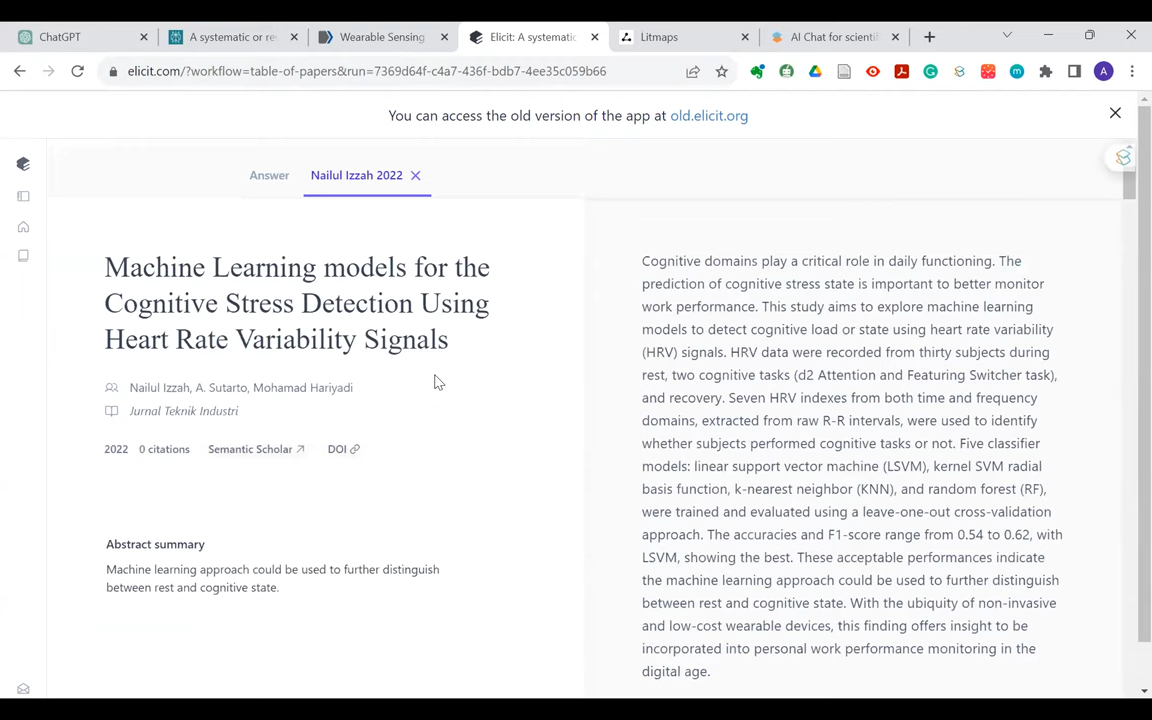 ChatGPT
A systematic or re
Wearable Sensing
Elicit: A systematic
Litmaps
AI Chat for scientif
elicit.com/?workflow=table-of-papers&run=7369d64f-c4a7-436f-bdb7-4ee35c059b66
A
You can access the old version of the app at old.elicit.org
Answer
Nailul Izzah 2022
Machine Learning models for the
Cognitive Stress Detection Using
Heart Rate Variability Signals
Nailul Izzah, A. Sutarto, Mohamad Hariyadi
Jurnal Teknik Industri
2022 0 citations Semantic Scholar DOI
Abstract summary
Machine learning approach could be used to further distinguish
between rest and cognitive state.
Cognitive domains play a critical role in daily functioning. The
prediction of cognitive stress state is important to better monitor
work performance. This study aims to explore machine learning
models to detect cognitive load or state using heart rate variability
(HRV) signals. HRV data were recorded from thirty subjects during
rest, two cognitive tasks (d2 Attention and Featuring Switcher task),
and recovery. Seven HRV indexes from both time and frequency
domains, extracted from raw R-R intervals, were used to identify
whether subjects performed cognitive tasks or not. Five classifier
models: linear support vector machine (LSVM), kernel SVM radial
basis function, k-nearest neighbor (KNN), and random forest (RF),
were trained and evaluated using a leave-one-out cross-validation
approach. The accuracies and F1-score range from 0.54 to 0.62, with
LSVM, showing the best. These acceptable performances indicate
the machine learning approach could be used to further distinguish
between rest and cognitive state. With the ubiquity of non-invasive
and low-cost wearable devices, this finding offers insight to be
incorporated into personal work performance monitoring in the
digital age.